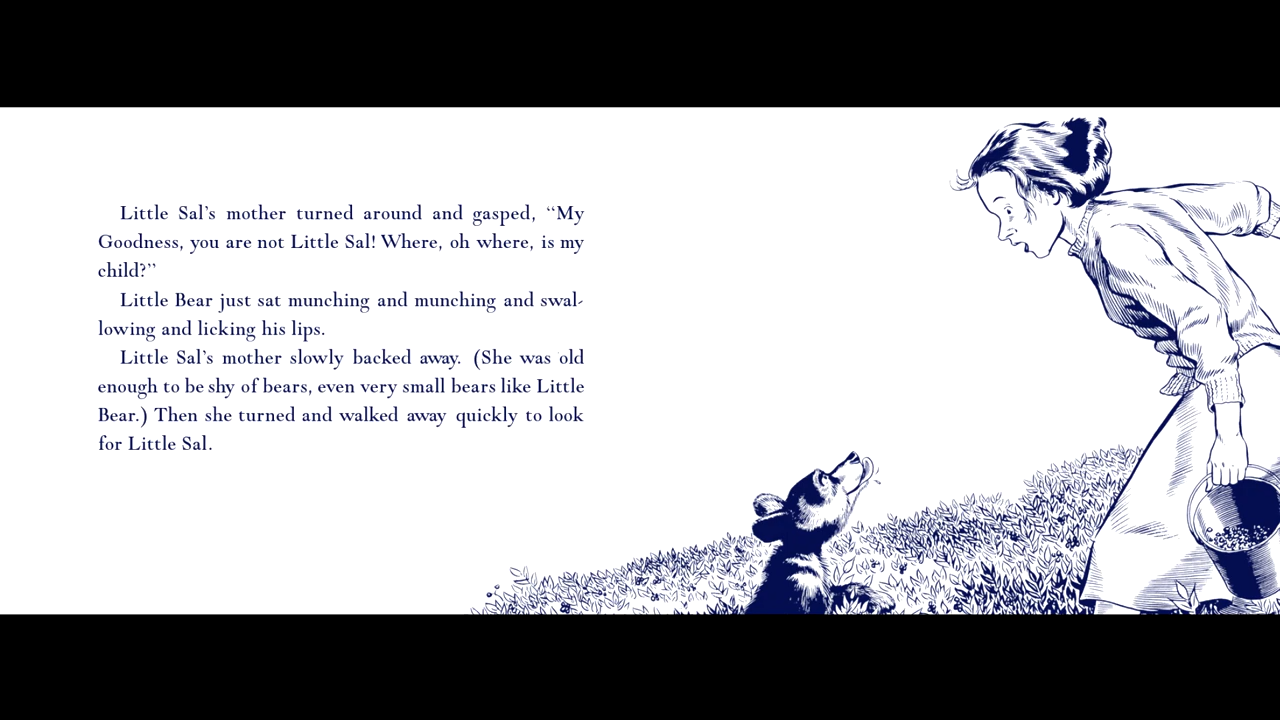 Little Sal's mother turned around and gasped, “My
Goodness, you are not Little Sal! Where, oh where, is my
child?”
Little Bear just sat munching and munching and swal-
lowing and licking his lips.
Little Sal's mother slowly backed away. (She was old
enough to be shy of bears, even very small bears like Little
Bear.) Then she turned and walked away quickly to look
for Little Sal.